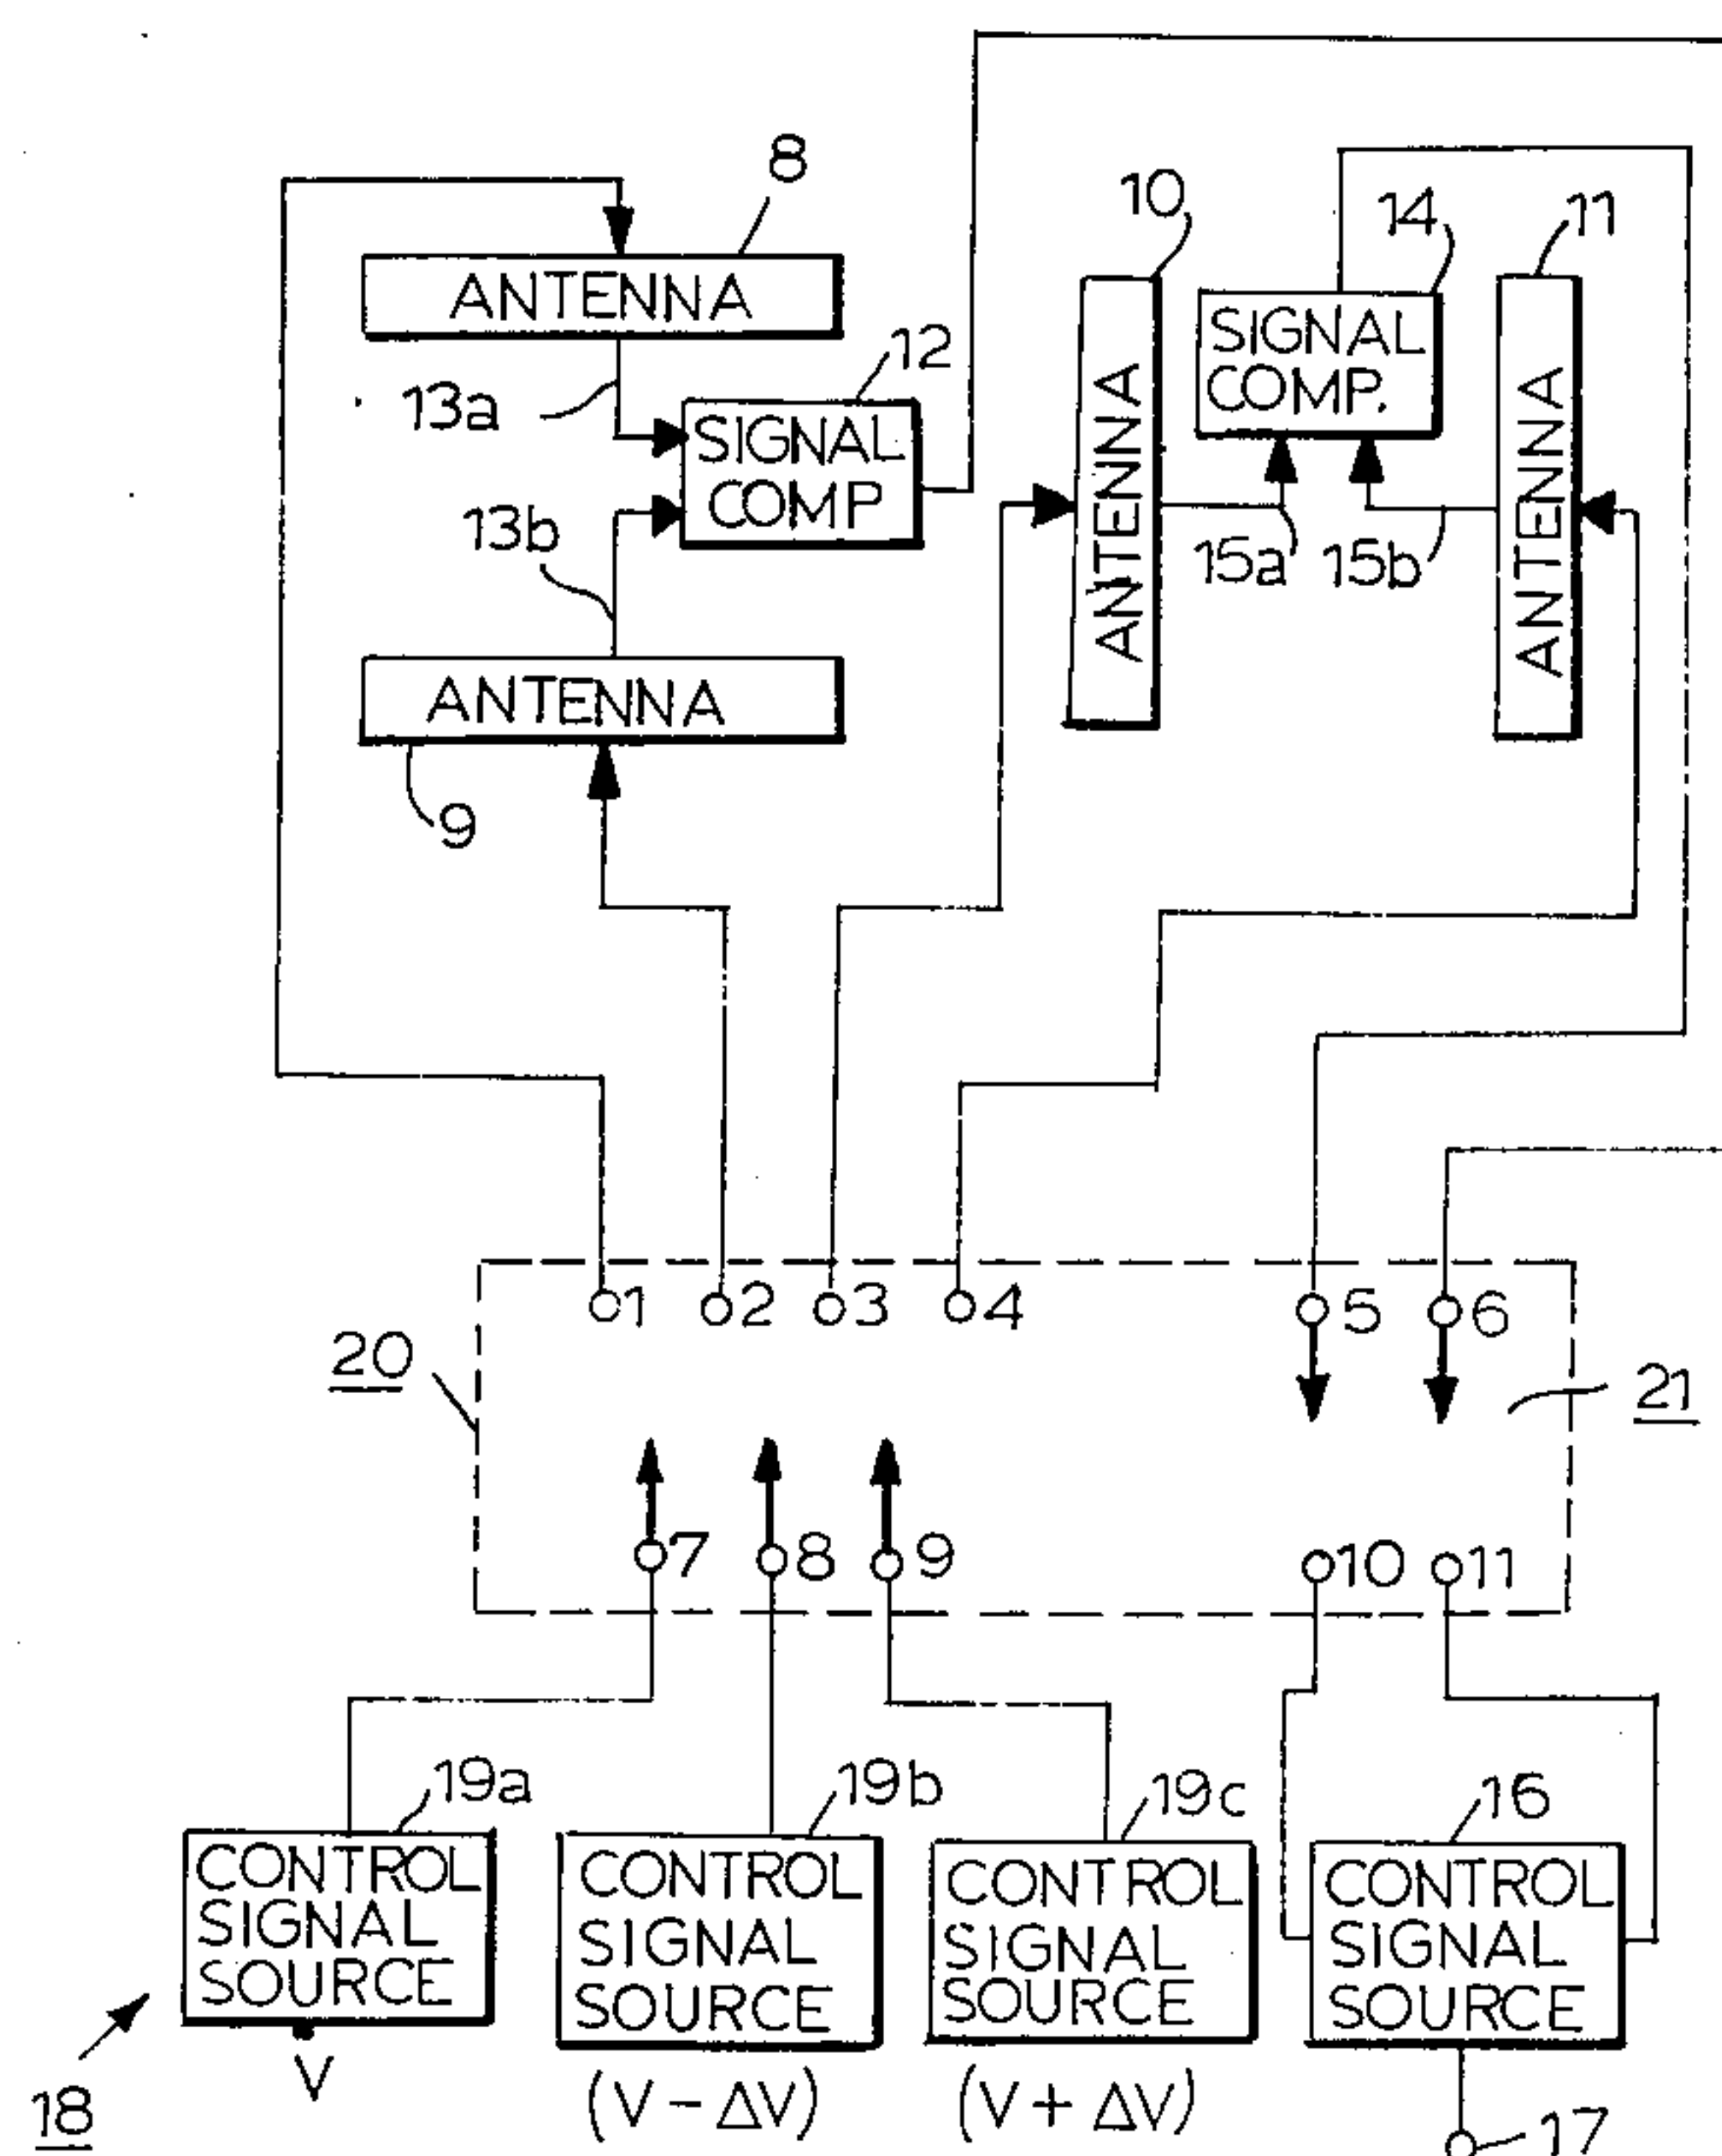 8
ANTENNA
10
14
11
12
SIGNAL
COMP.
13a
SIGNAL
COMP
ANTENNA
ANTENNA
13b
15a
15b
ANTENNA
9
1
2
3
4
5
6
20
21
7
8
9
10
11
19a
19b
19c
16
CONTROL
SIGNAL
SOURCE
CONTROL
SIGNAL
SOURCE
CONTROL
SIGNAL
SOURCE
CONTROL
SIGNAL
SOURCE
V
(V - ΔV)
(V + ΔV)
18
17